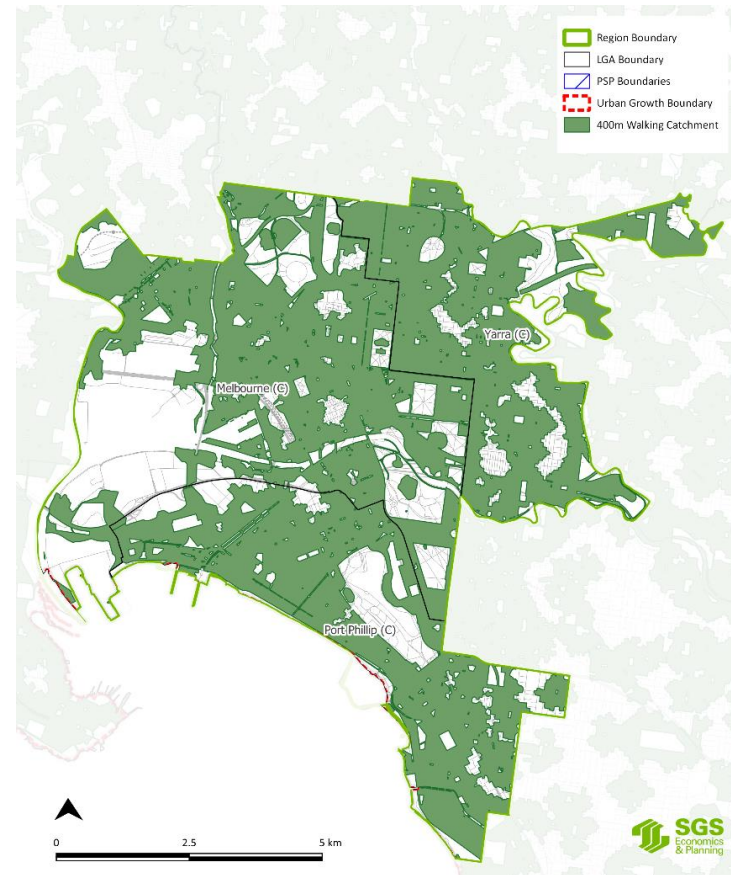 Region Boundary
LGA Boundary
PSP Boundaries
Urban Growth Boundary
400m Walking Catchment
Yarra (C)
Melbourne (C)
Port Phillip (C)
0 2.5 5 km
SGS
Economics
& Planning